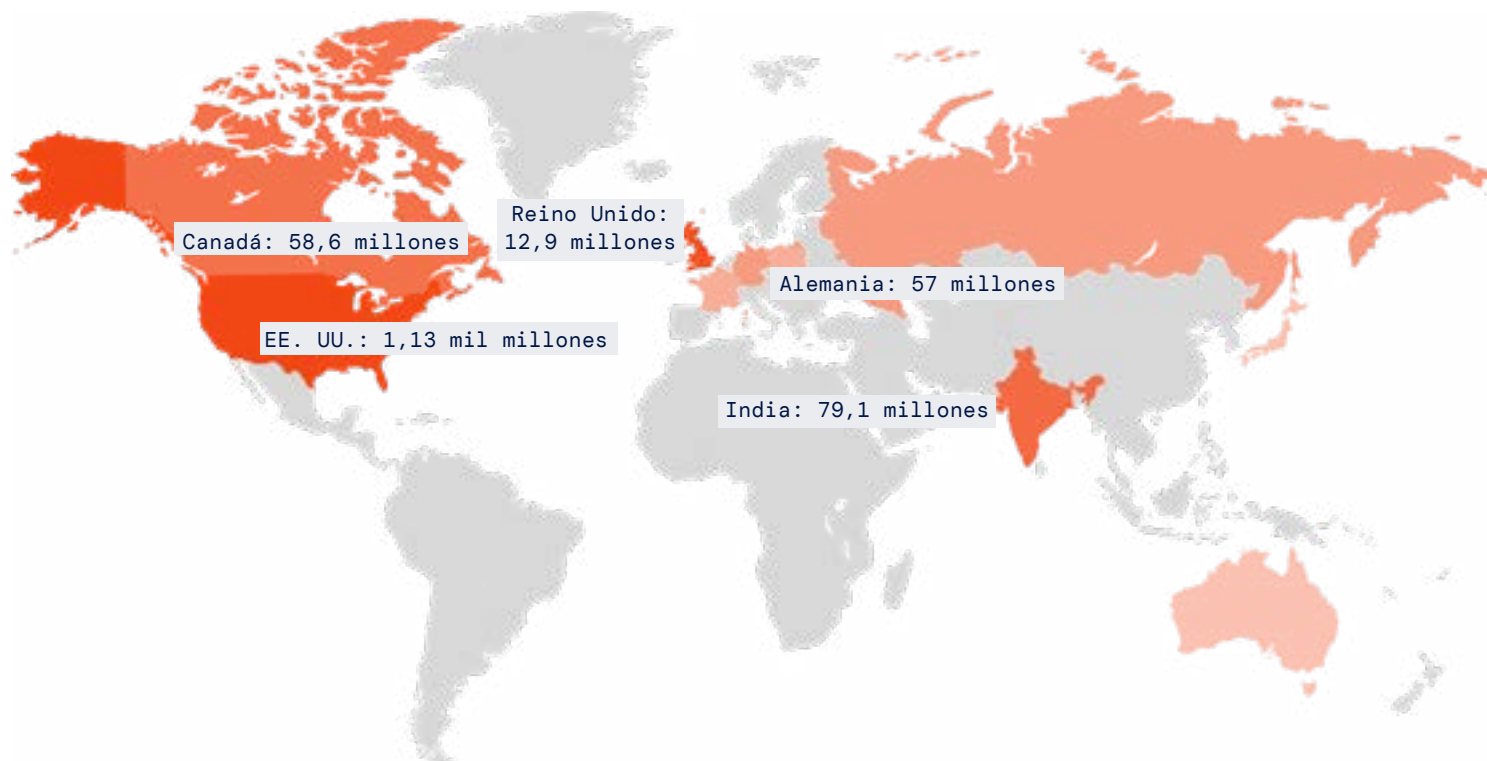 Reino Unido:
12,9 millones
Canadá: 58,6 millones
Alemania: 57 millones
EE. UU.: 1,13 mil millones
India: 79,1 millones